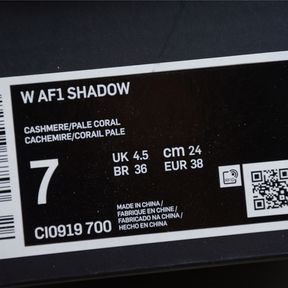 W AF1 SHADOW
CASHMERE/PALE CORAL
CACHEMIRE/CORAIL PALE
7
UK 4.5 cm 24
BR 36 EUR 38
MADE IN CHINA/
FABRIQUÉ EN CHINE/
FABRICADO NA CHINA/
HECHO EN CHINA
CI0919 700